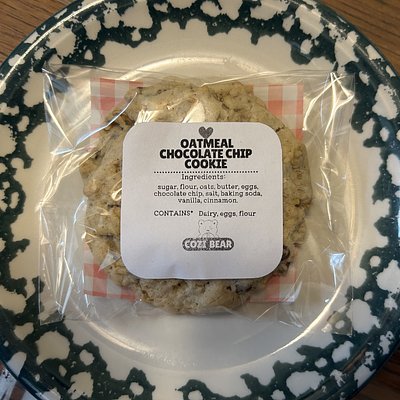 OATMEAL
CHOCOLATE CHIP
COOKIE
Ingredients:
sugar, flour, oats, butter, eggs,
chocolate chip, salt, baking soda,
vanilla, cinnamon.
CONTAINS* Dairy, eggs, flour
COZI BEAR